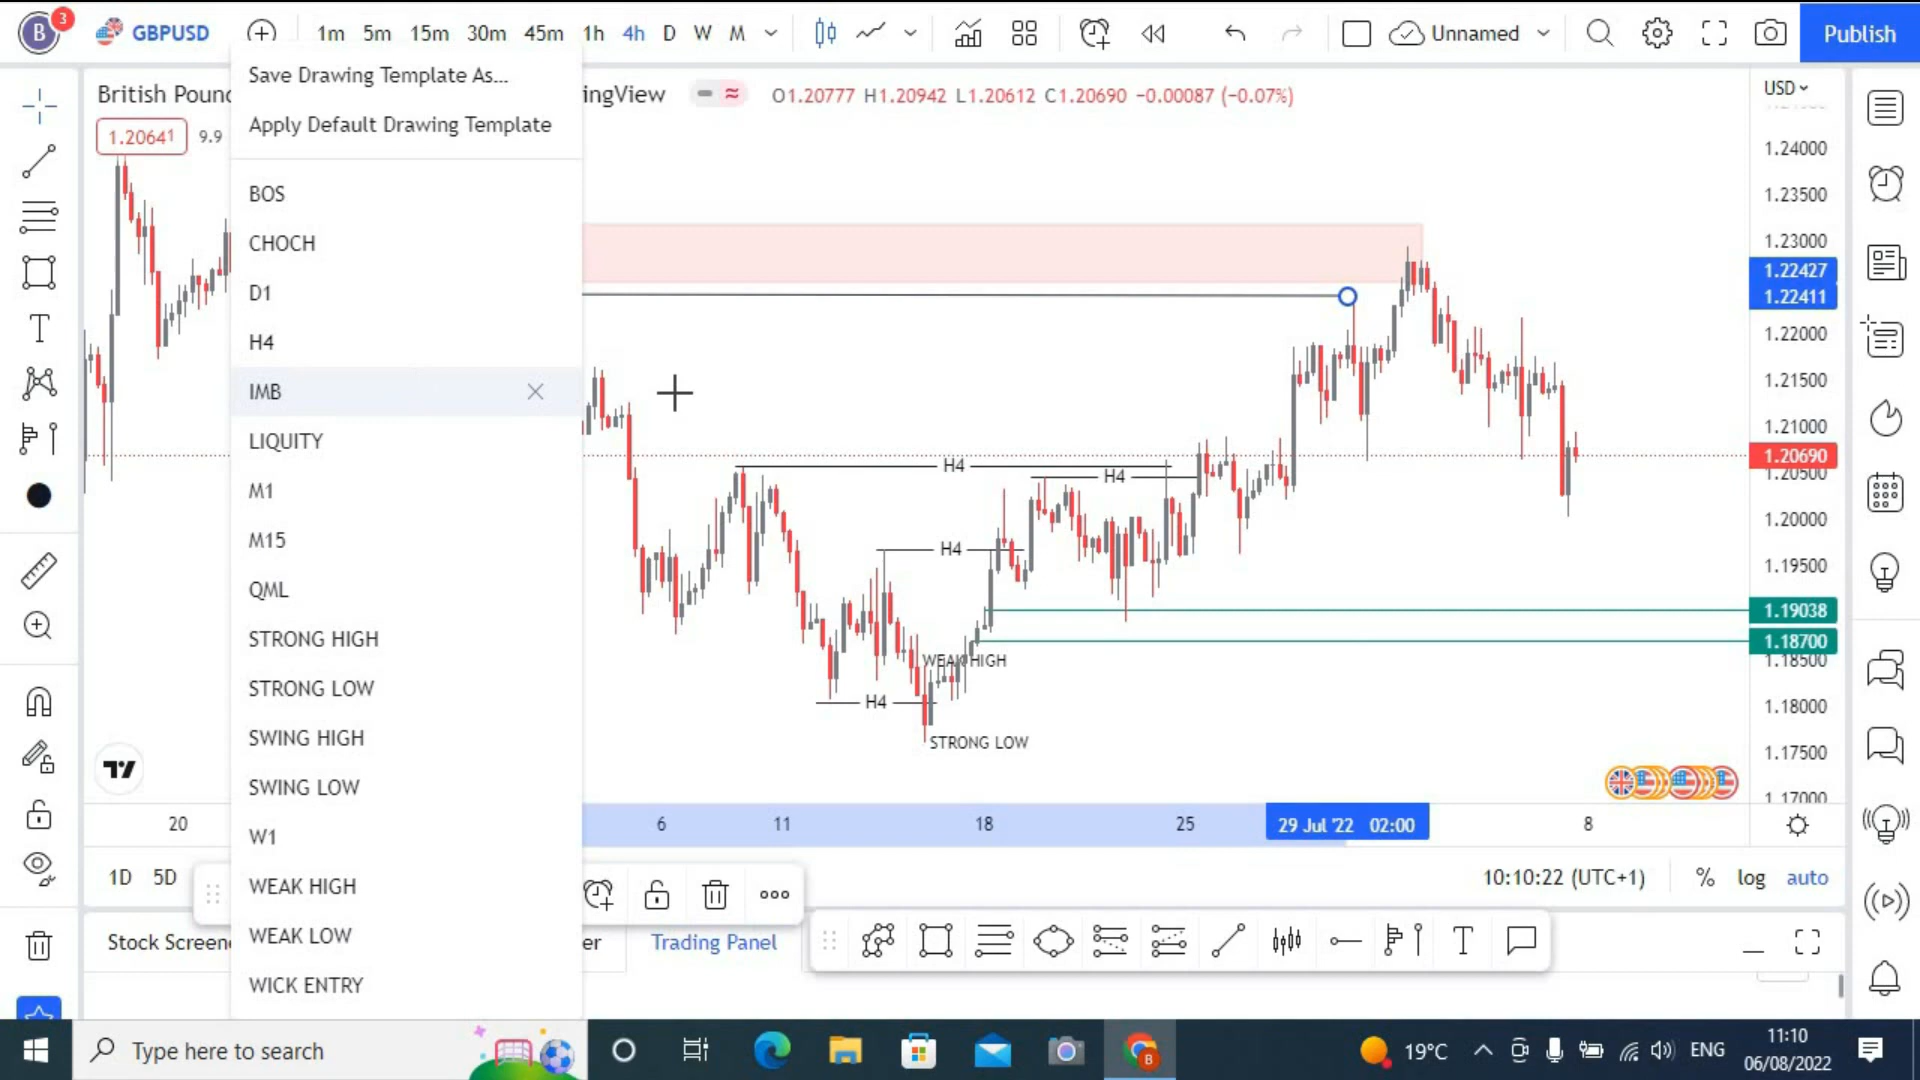 B
3
GBPUSD
1m 5m 15m 30m 45m 1h 4h D W M
Unnamed
Publish
Save Drawing Template As...
Apply Default Drawing Template
BOS
CHOCH
D1
H4
IMB
LIQUITY
M1
M15
QML
STRONG HIGH
STRONG LOW
SWING HIGH
SWING LOW
W1
WEAK HIGH
WEAK LOW
WICK ENTRY
British Pound
ingView
O1.20777 H1.20942 L1.20612 C1.20690 −0.00087 (−0.07%)
1.20641 9.9
USD
1.24000
1.23500
1.23000
1.22427
1.22411
1.22000
1.21500
1.21000
1.20690
1.20500
1.20000
1.19500
1.19038
1.18700
1.18500
1.18000
1.17500
1.17000
H4
H4
H4
WEAK HIGH
H4
STRONG LOW
20 6 11 18 25 29 Jul '22 02:00 8
1D 5D
10:10:22 (UTC+1) % log auto
Stock Screene
er
Trading Panel
T
Type here to search
B
19°C
ENG
11:10
06/08/2022